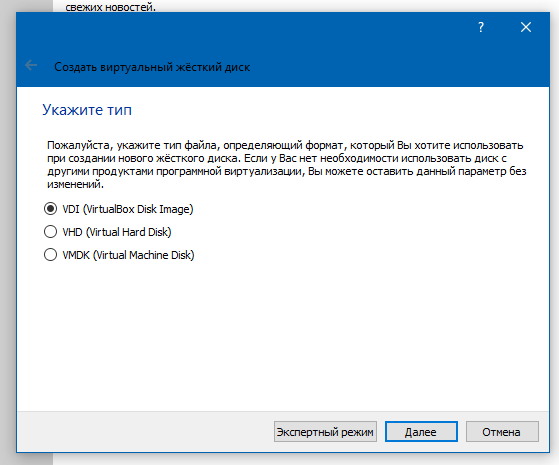 свежих новостей.
?
Создать виртуальный жёсткий диск
Укажите тип
Пожалуйста, укажите тип файла, определяющий формат, который Вы хотите использовать
при создании нового жёсткого диска. Если у Вас нет необходимости использовать диск с
другими продуктами программной виртуализации, Вы можете оставить данный параметр без
изменений.
VDI (VirtualBox Disk Image)
VHD (Virtual Hard Disk)
VMDK (Virtual Machine Disk)
Экспертный режим Далее Отмена